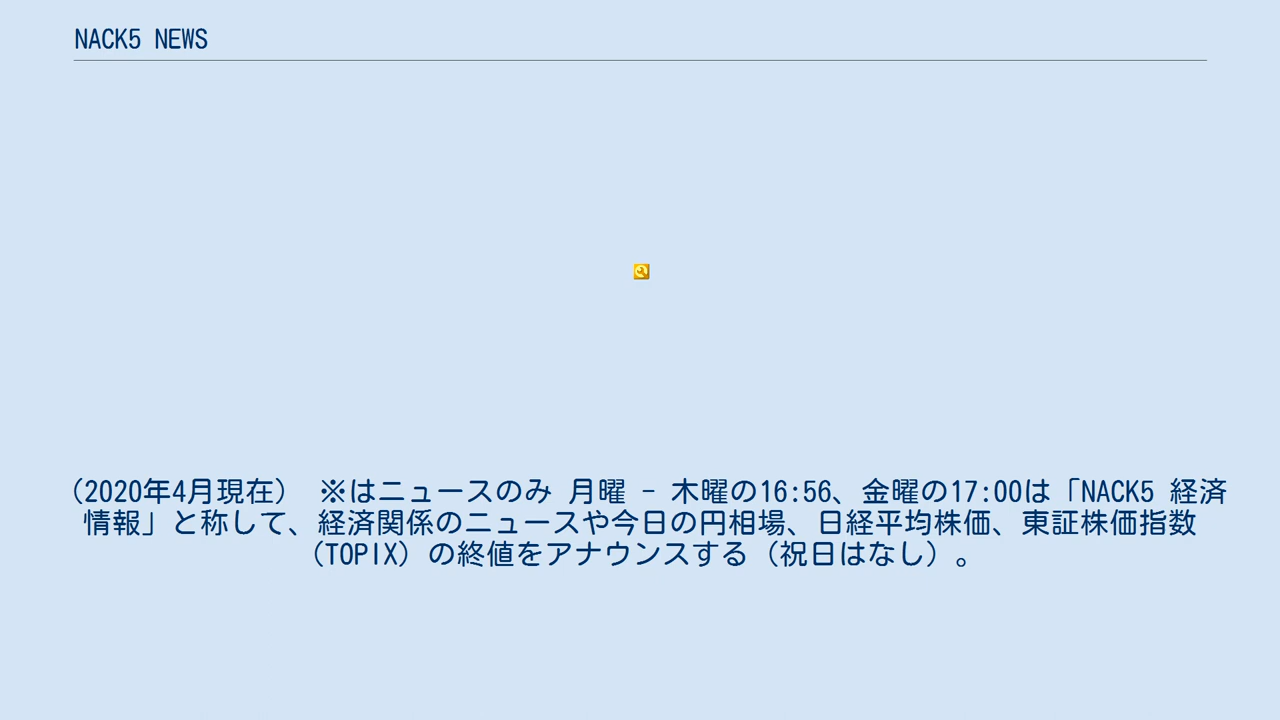 NACK5 NEWS
（2020年4月現在） ※はニュースのみ 月曜 - 木曜の16:56、金曜の17:00は「NACK5 経済
情報」と称して、経済関係のニュースや今日の円相場、日経平均株価、東証株価指数
（TOPIX）の終値をアナウンスする（祝日はなし）。